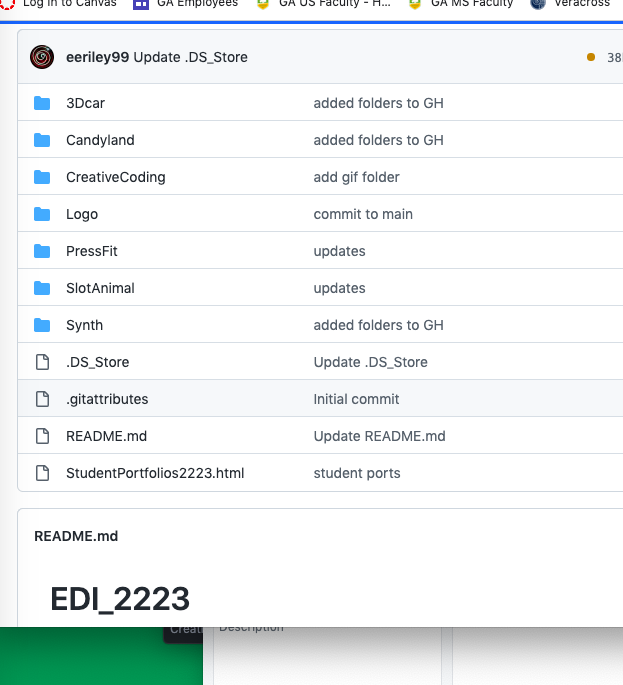 Log In to Canvas GA Employees GA US Faculty - H... GA MS Faculty Veracross
eeriley99 Update .DS_Store 38
3Dcar added folders to GH
Candyland added folders to GH
CreativeCoding add gif folder
Logo commit to main
PressFit updates
SlotAnimal updates
Synth added folders to GH
.DS_Store Update .DS_Store
.gitattributes Initial commit
README.md Update README.md
StudentPortfolios2223.html student ports
README.md
EDI_2223
Description